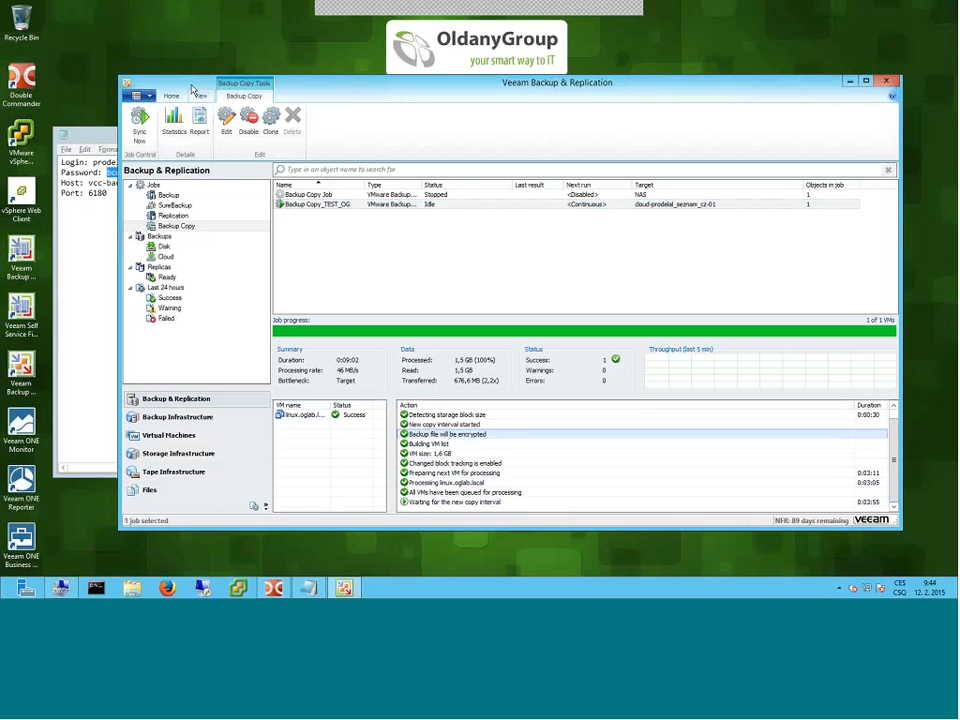 Recycle Bin
Double
Commander
VMware
vSphe...
vSphere Web
Client
Veeam
Backup ...
Veeam Self
Service Fi...
Veeam
Backup ...
Veeam ONE
Monitor
Veeam ONE
Reporter
Veeam ONE
Business ...
OldanyGroup
your smart way to IT
File Edit Forma
Login: prode
Password:
Host: vcc-ba
Port: 6180
Backup Copy Tools
Veeam Backup & Replication
Home View Backup Copy
Sync
Now
Statistics Report
Edit Disable Clone Delete
Job Control Details Edit
Backup & Replication
Type in an object name to search for
Jobs
Backup
SureBackup
Replication
Backup Copy
Backups
Disk
Cloud
Replicas
Ready
Last 24 hours
Success
Warning
Failed
Name Type Status Last result Next run Target Objects in job
Backup Copy Job VMware Backup... Stopped <Disabled> NAS 1
Backup Copy_TEST_OG VMware Backup... Idle <Continuous> cloud-prodelal_seznam_cz-01 1
Job progress: 1 of 1 VMs
Summary Data Status Throughput (last 5 min)
Duration: 0:09:02 Processed: 1,5 GB (100%) Success: 1
Processing rate: 46 MB/s Read: 1,5 GB Warnings: 0
Bottleneck: Target Transferred: 676,6 MB (2,2x) Errors: 0
VM name Status
linux.oglab.l... Success
Action Duration
Detecting storage block size 0:00:30
New copy interval started
Backup file will be encrypted
Building VM list
VM size: 1,6 GB
Changed block tracking is enabled
Preparing next VM for processing 0:03:11
Processing linux.oglab.local 0:03:05
All VMs have been queued for processing
Waiting for the new copy interval 0:03:55
Backup & Replication
Backup Infrastructure
Virtual Machines
Storage Infrastructure
Tape Infrastructure
Files
1 job selected
NFR: 89 days remaining veeam
CES 9:44
CSQ 12. 2. 2015